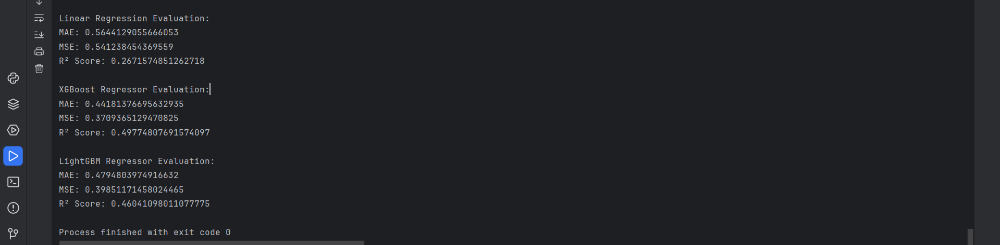 Linear Regression Evaluation:
MAE: 0.5644129055666053
MSE: 0.541238454369559
R² Score: 0.2671574851262718
XGBoost Regressor Evaluation:
MAE: 0.44181376695632935
MSE: 0.3709365129470825
R² Score: 0.49774807691574097
LightGBM Regressor Evaluation:
MAE: 0.4794803974916632
MSE: 0.39851171458024465
R² Score: 0.46041098011077775
Process finished with exit code 0